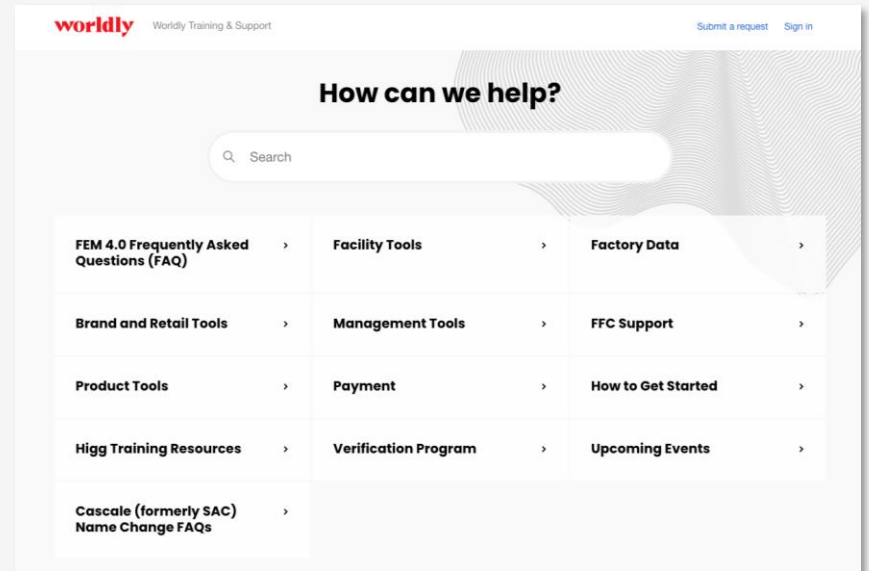 worldly Worldly Training & Support Submit a request Sign in
How can we help?
Search
FEM 4.0 Frequently Asked
Questions (FAQ)
Facility Tools
Factory Data
Brand and Retail Tools
Management Tools
FFC Support
Product Tools
Payment
How to Get Started
Higg Training Resources
Verification Program
Upcoming Events
Cascale (formerly SAC)
Name Change FAQs